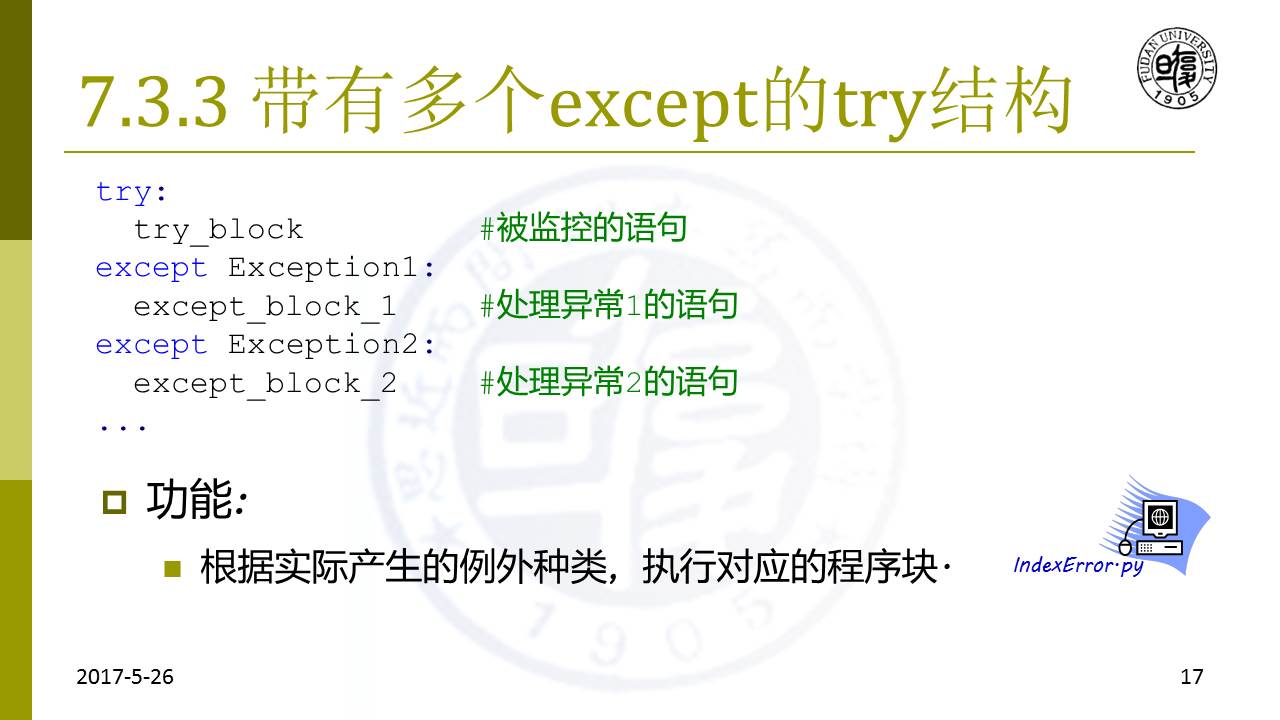 7.3.3 带有多个except的try结构
FUDAN UNIVERSITY
1905
try:
try_block #被监控的语句
except Exception1:
except_block_1 #处理异常1的语句
except Exception2:
except_block_2 #处理异常2的语句
...
功能:
根据实际产生的例外种类，执行对应的程序块.
IndexError.py
1905
2017-5-26
17